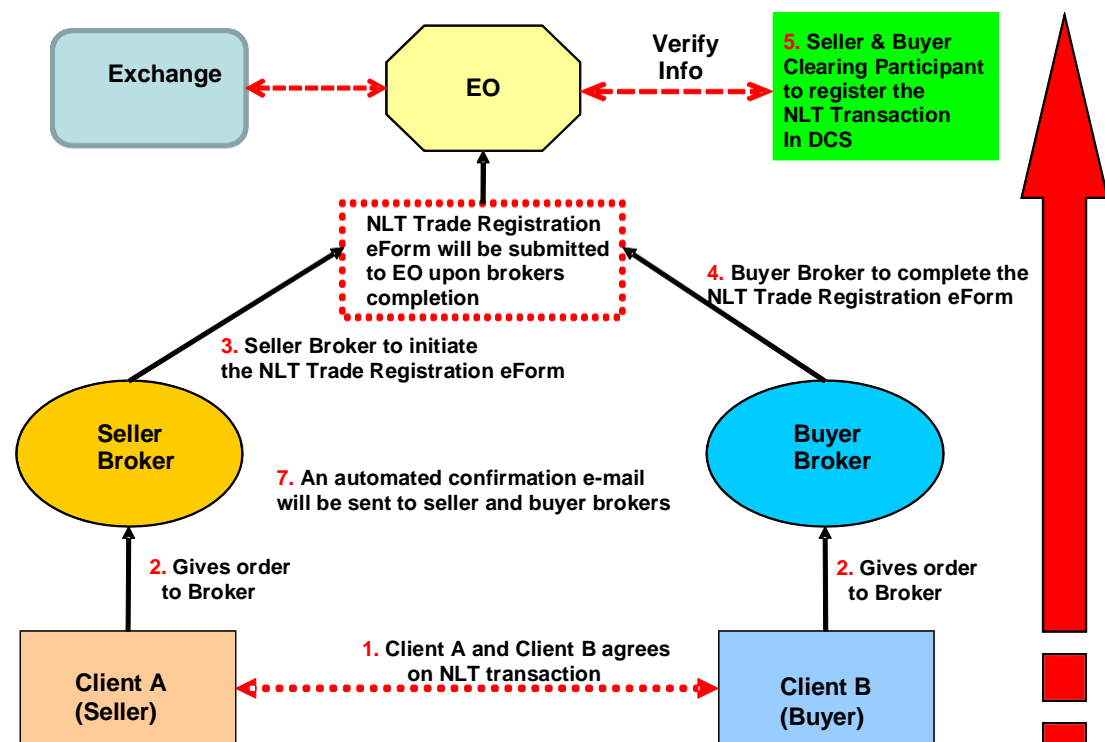 Exchange
EO
Verify
Info
5. Seller & Buyer
Clearing Participant
to register the
NLT Transaction
In DCS
NLT Trade Registration
eForm will be submitted
to EO upon brokers
completion
4. Buyer Broker to complete the
NLT Trade Registration eForm
3. Seller Broker to initiate
the NLT Trade Registration eForm
Seller
Broker
Buyer
Broker
7. An automated confirmation e-mail
will be sent to seller and buyer brokers
2. Gives order
to Broker
2. Gives order
to Broker
1. Client A and Client B agrees
on NLT transaction
Client A
(Seller)
Client B
(Buyer)